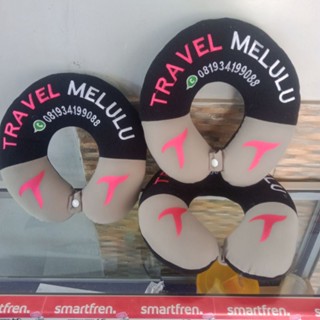 TRAVEL MELULU
081934199088
TRAVEL MELULU
081934199088
T T
T T
T T
smartfren. smartfren. smartfren.